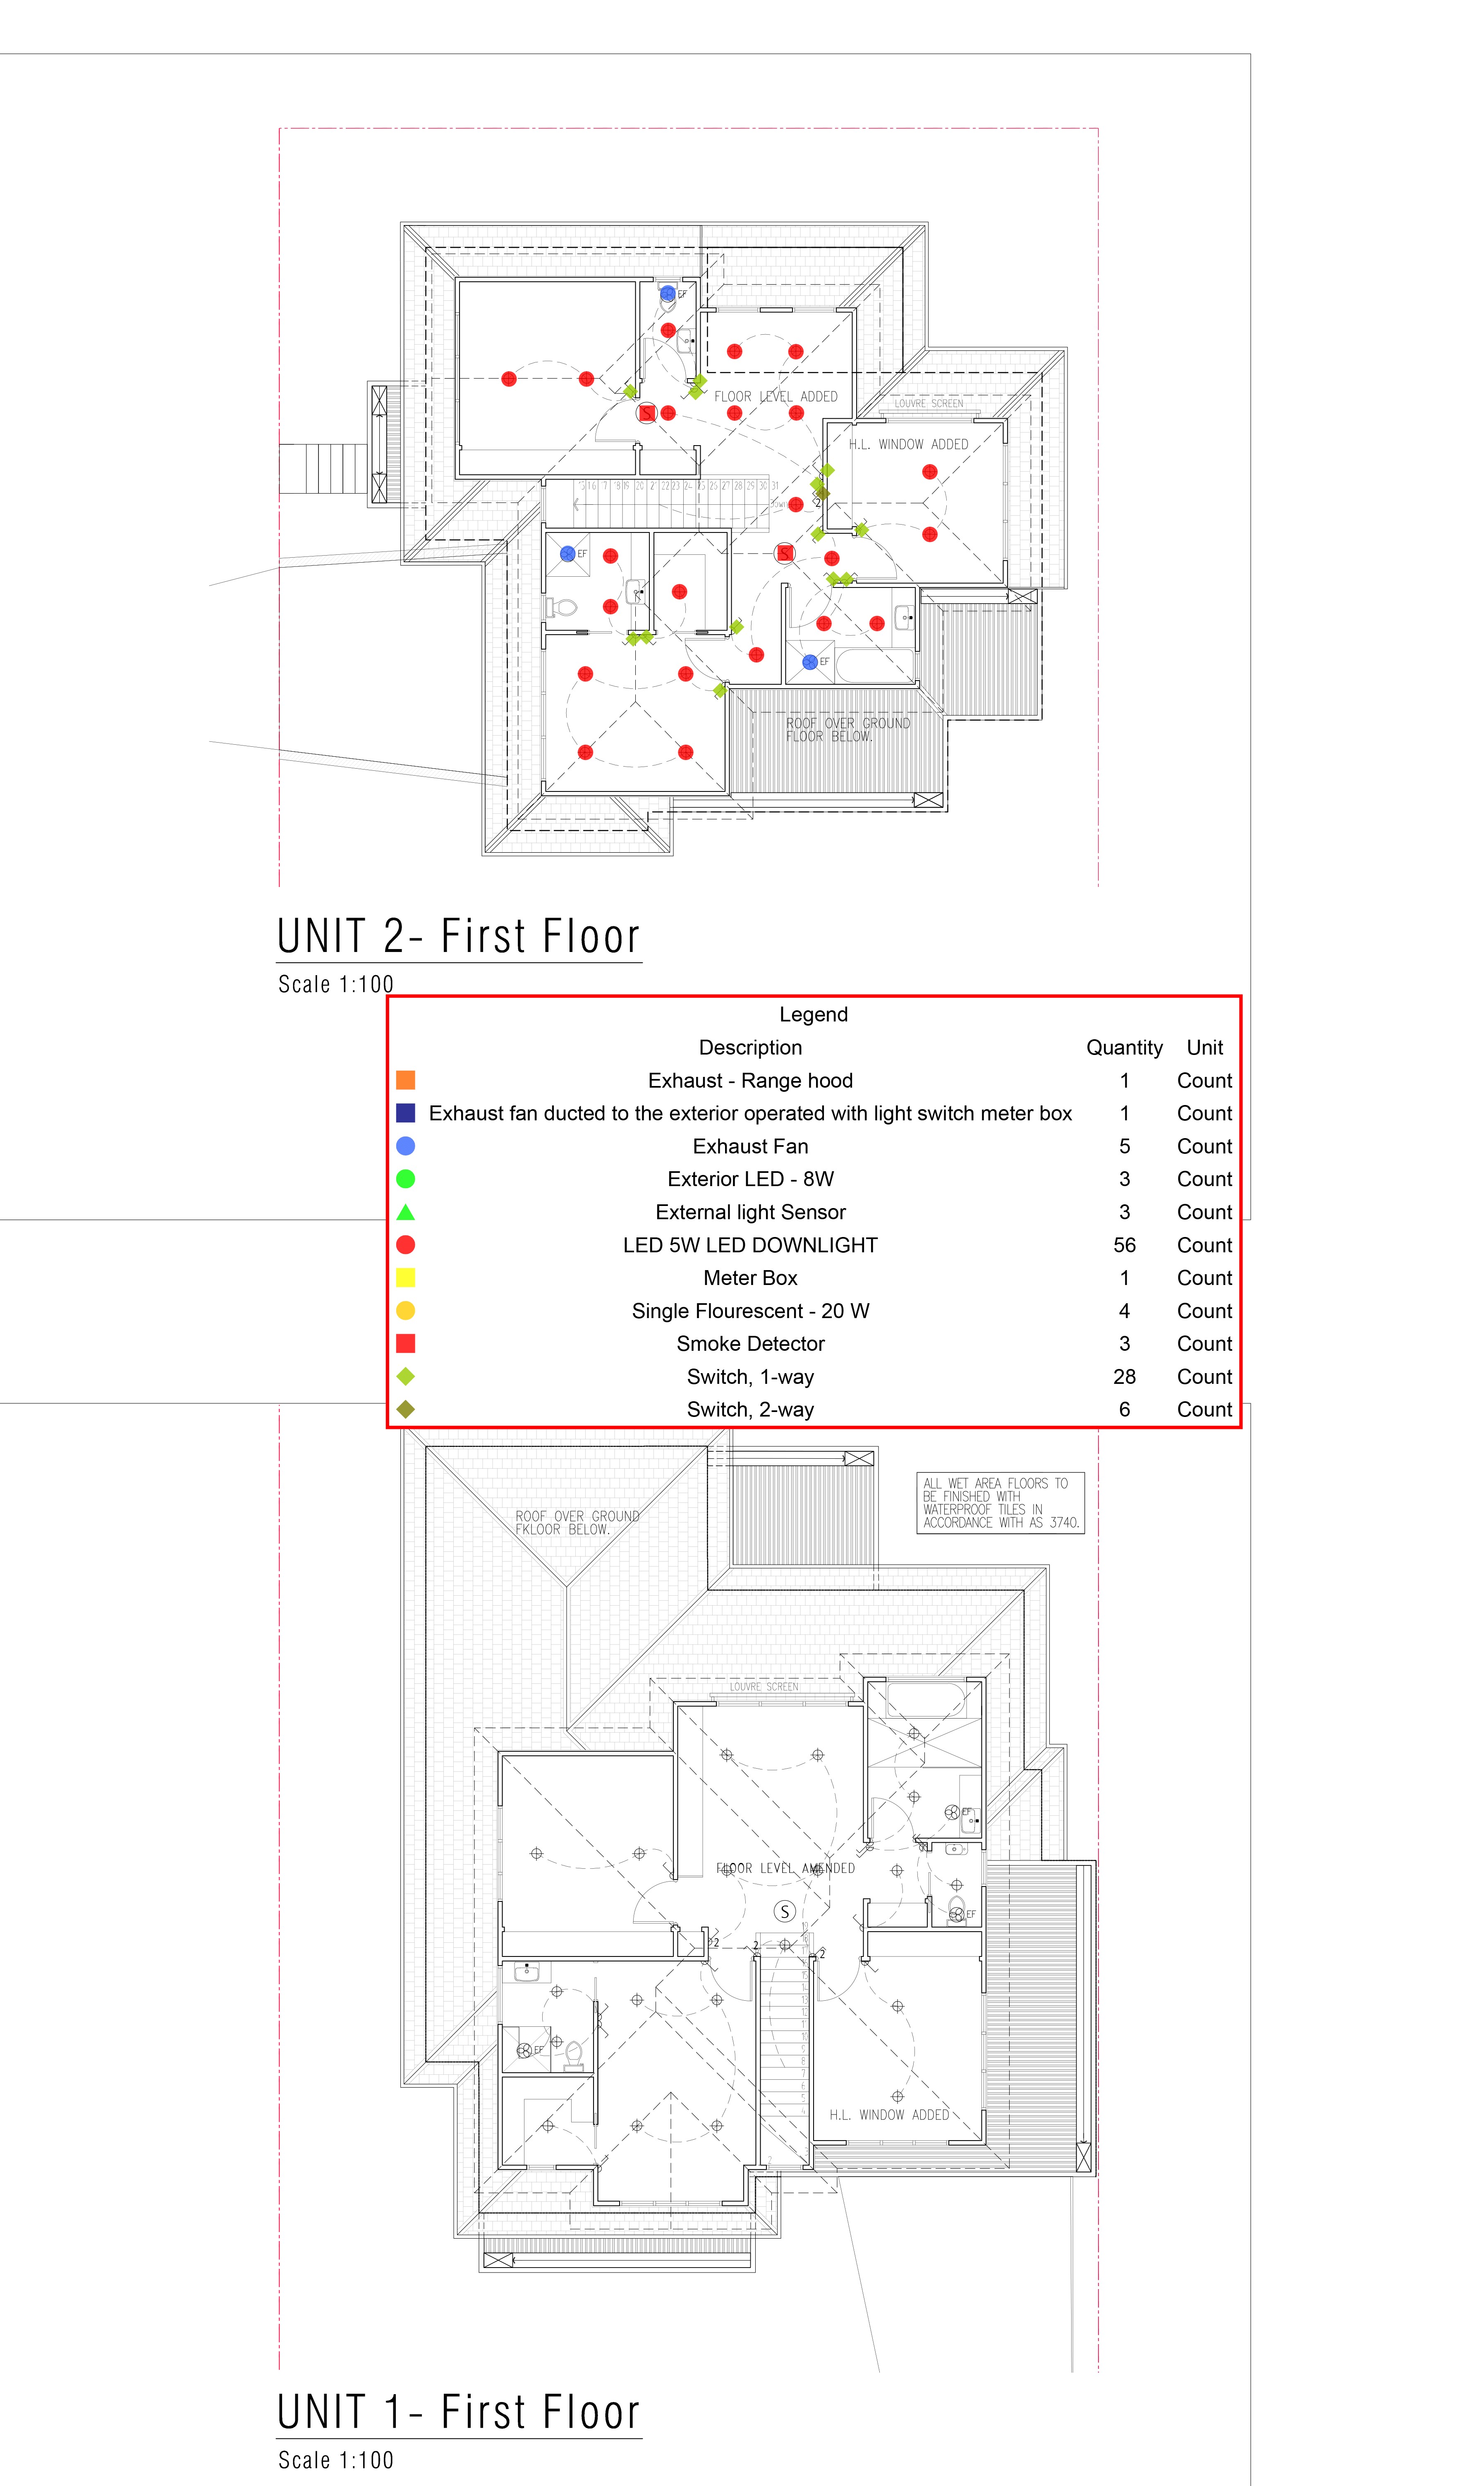 EF
FLOOR LEVEL ADDED
LOUVRE SCREEN
S
H.L. WINDOW ADDED
2
EF
S
EF
ROOF OVER GROUND
FLOOR BELOW.
UNIT 2- First Floor
Scale 1:100
Legend
Description Quantity Unit
Exhaust - Range hood 1 Count
Exhaust fan ducted to the exterior operated with light switch meter box 1 Count
Exhaust Fan 5 Count
Exterior LED - 8W 3 Count
External light Sensor 3 Count
LED 5W LED DOWNLIGHT 56 Count
Meter Box 1 Count
Single Flourescent - 20 W 4 Count
Smoke Detector 3 Count
Switch, 1-way 28 Count
Switch, 2-way 6 Count
ALL WET AREA FLOORS TO
BE FINISHED WITH
WATERPROOF TILES IN
ACCORDANCE WITH AS 3740.
ROOF OVER GROUND
FKLOOR BELOW.
LOUVRE SCREEN
EF
FLOOR LEVEL AMENDED
S
EF
2
2
2
EF
H.L. WINDOW ADDED
UNIT 1- First Floor
Scale 1:100